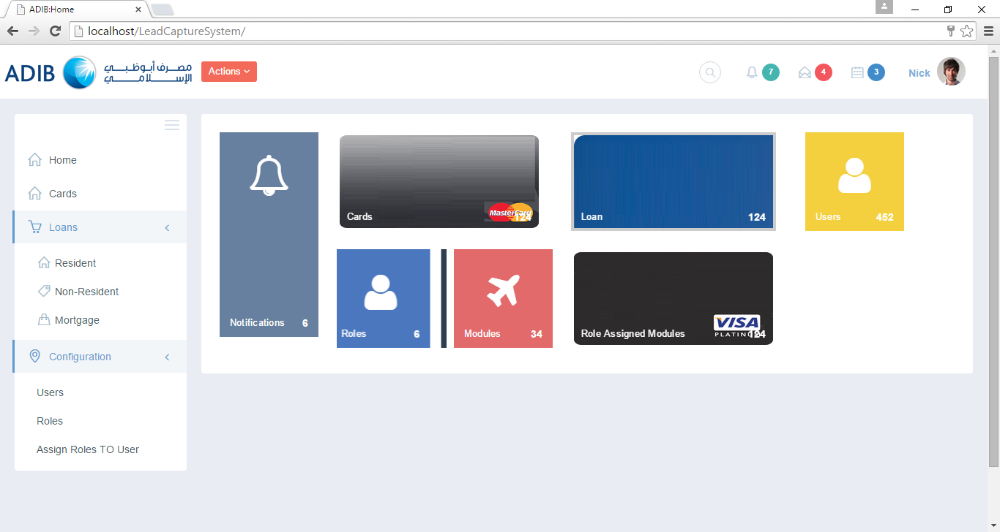 ADIB:Home
localhost/LeadCaptureSystem/
ADIB
مصرف أبوظبي
الإسلامي
Actions
7
4
3
Nick
Home
Cards
Loans
Resident
Non-Resident
Mortgage
Configuration
Users
Roles
Assign Roles TO User
Notifications 6
MasterCard
Cards 124
Loan 124
Users 452
Roles 6
Modules 34
VISA
PLATINUM
Role Assigned Modules 124